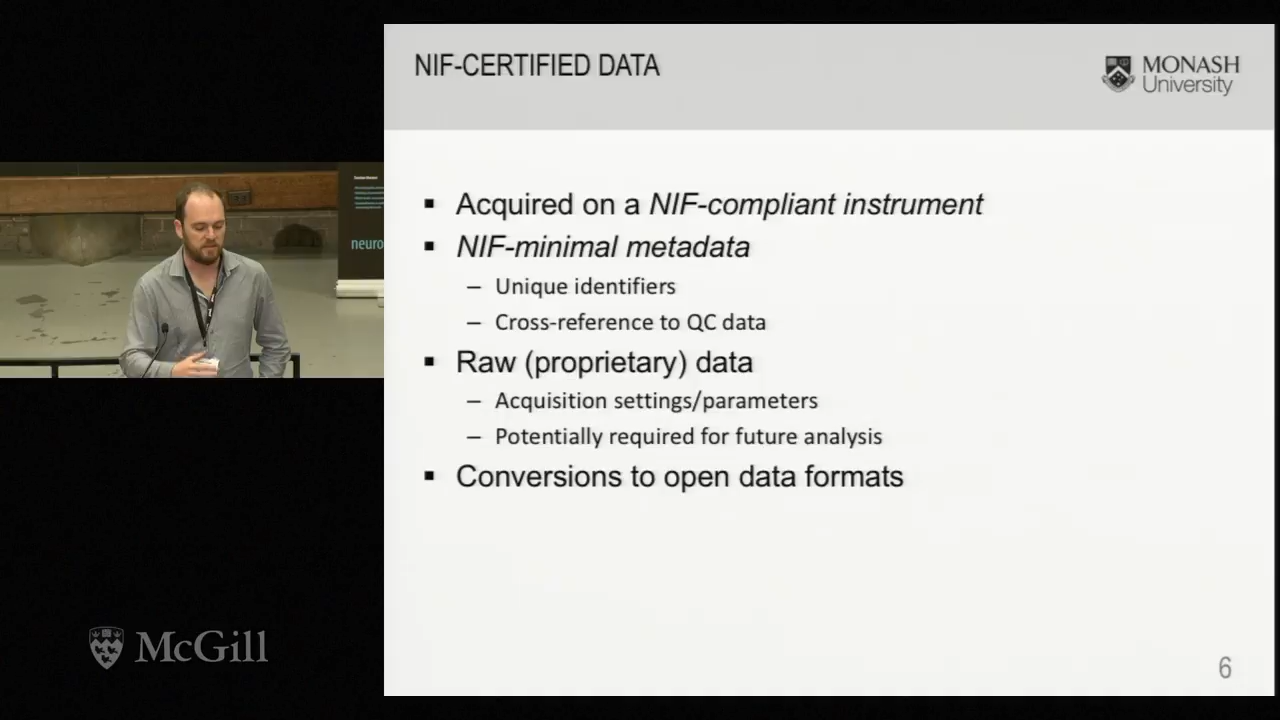 NIF-CERTIFIED DATA
MONASH
University
▪ Acquired on a NIF-compliant instrument
▪ NIF-minimal metadata
– Unique identifiers
– Cross-reference to QC data
▪ Raw (proprietary) data
– Acquisition settings/parameters
– Potentially required for future analysis
▪ Conversions to open data formats
6
neuro
McGill